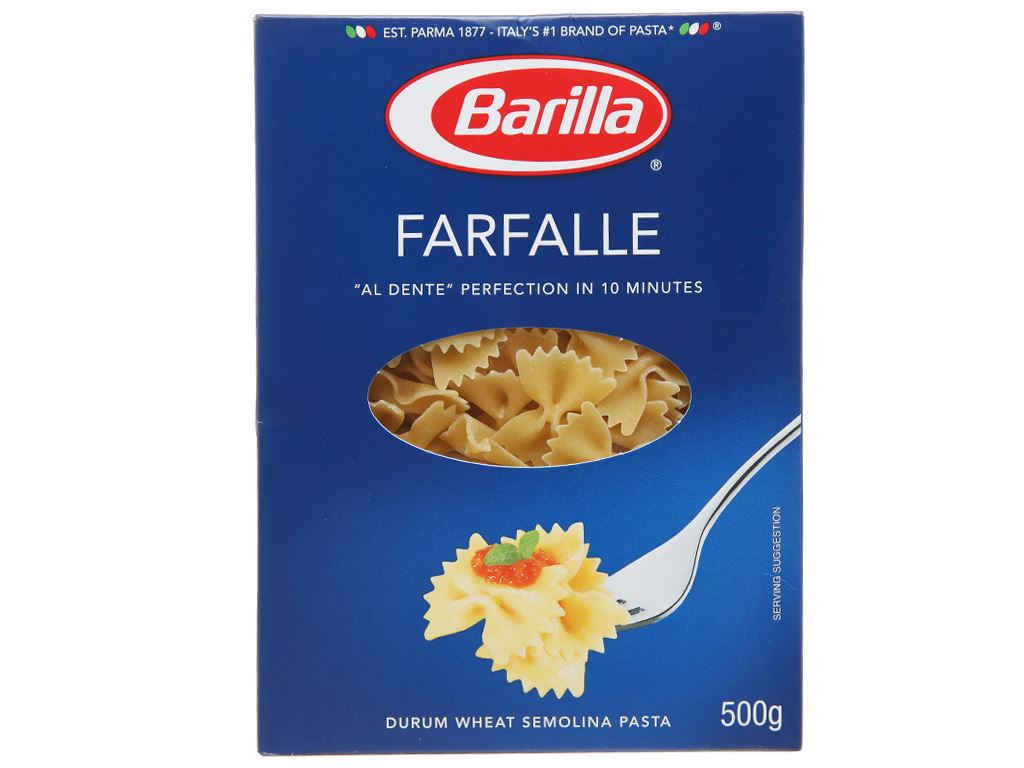 EST. PARMA 1877 - ITALY'S #1 BRAND OF PASTA* ®
Barilla
®
FARFALLE
"AL DENTE" PERFECTION IN 10 MINUTES
SERVING SUGGESTION
DURUM WHEAT SEMOLINA PASTA
500g